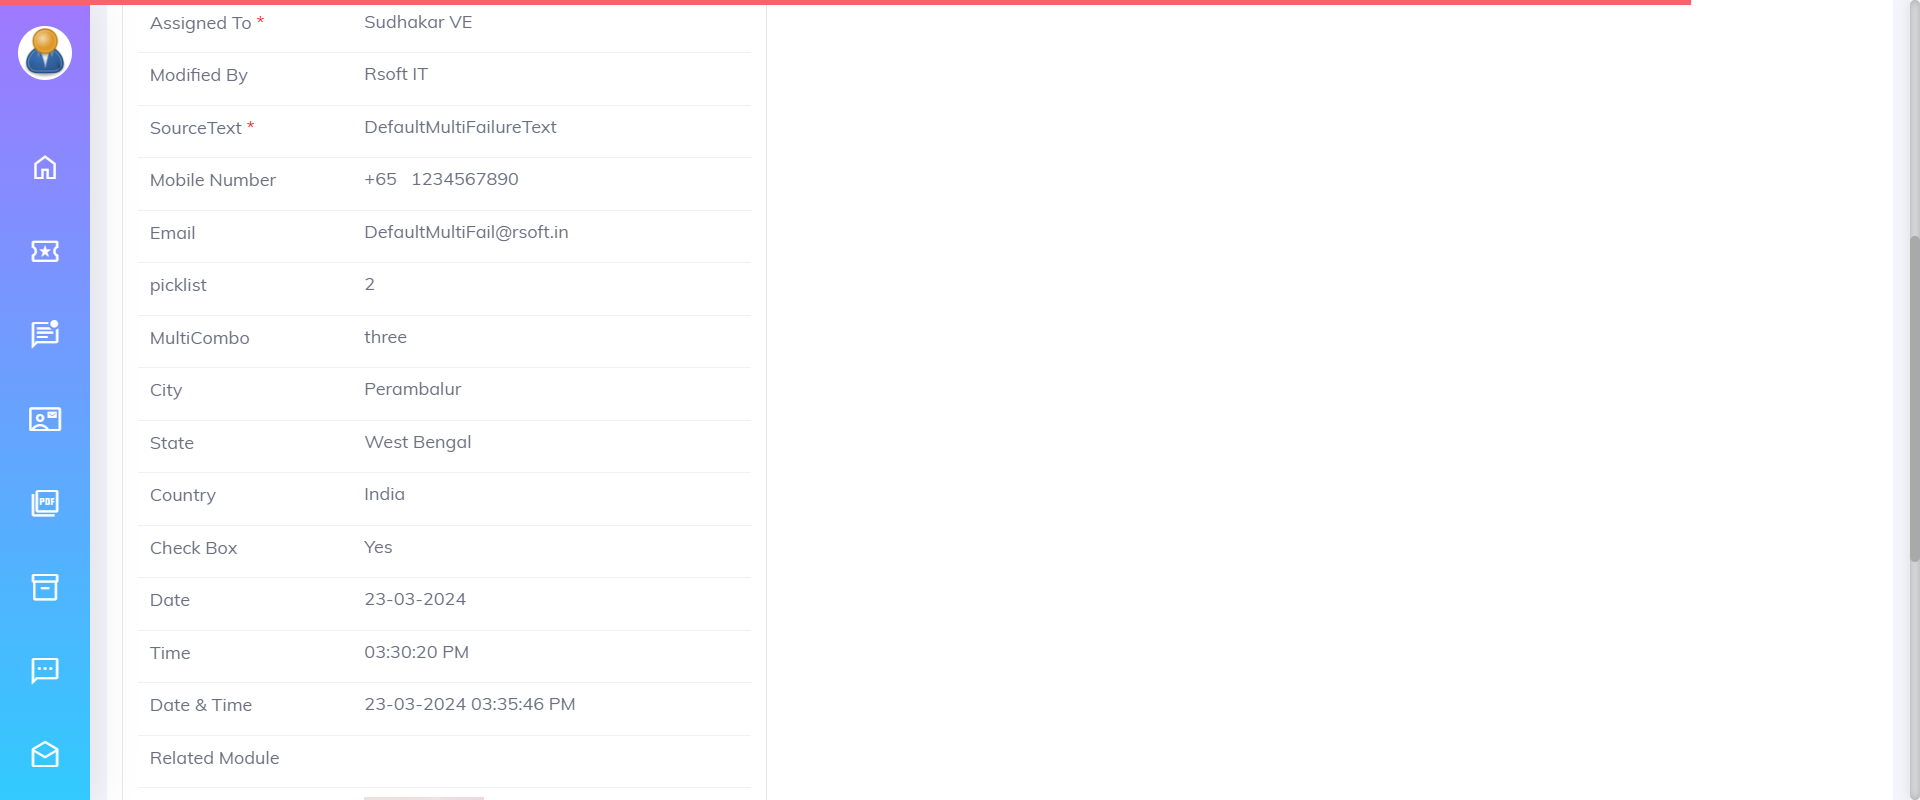 Assigned To * Sudhakar VE
Modified By Rsoft IT
SourceText * DefaultMultiFailureText
Mobile Number +65 1234567890
Email DefaultMultiFail@rsoft.in
picklist 2
MultiCombo three
City Perambalur
State West Bengal
Country India
Check Box Yes
Date 23-03-2024
Time 03:30:20 PM
Date & Time 23-03-2024 03:35:46 PM
Related Module
PDF